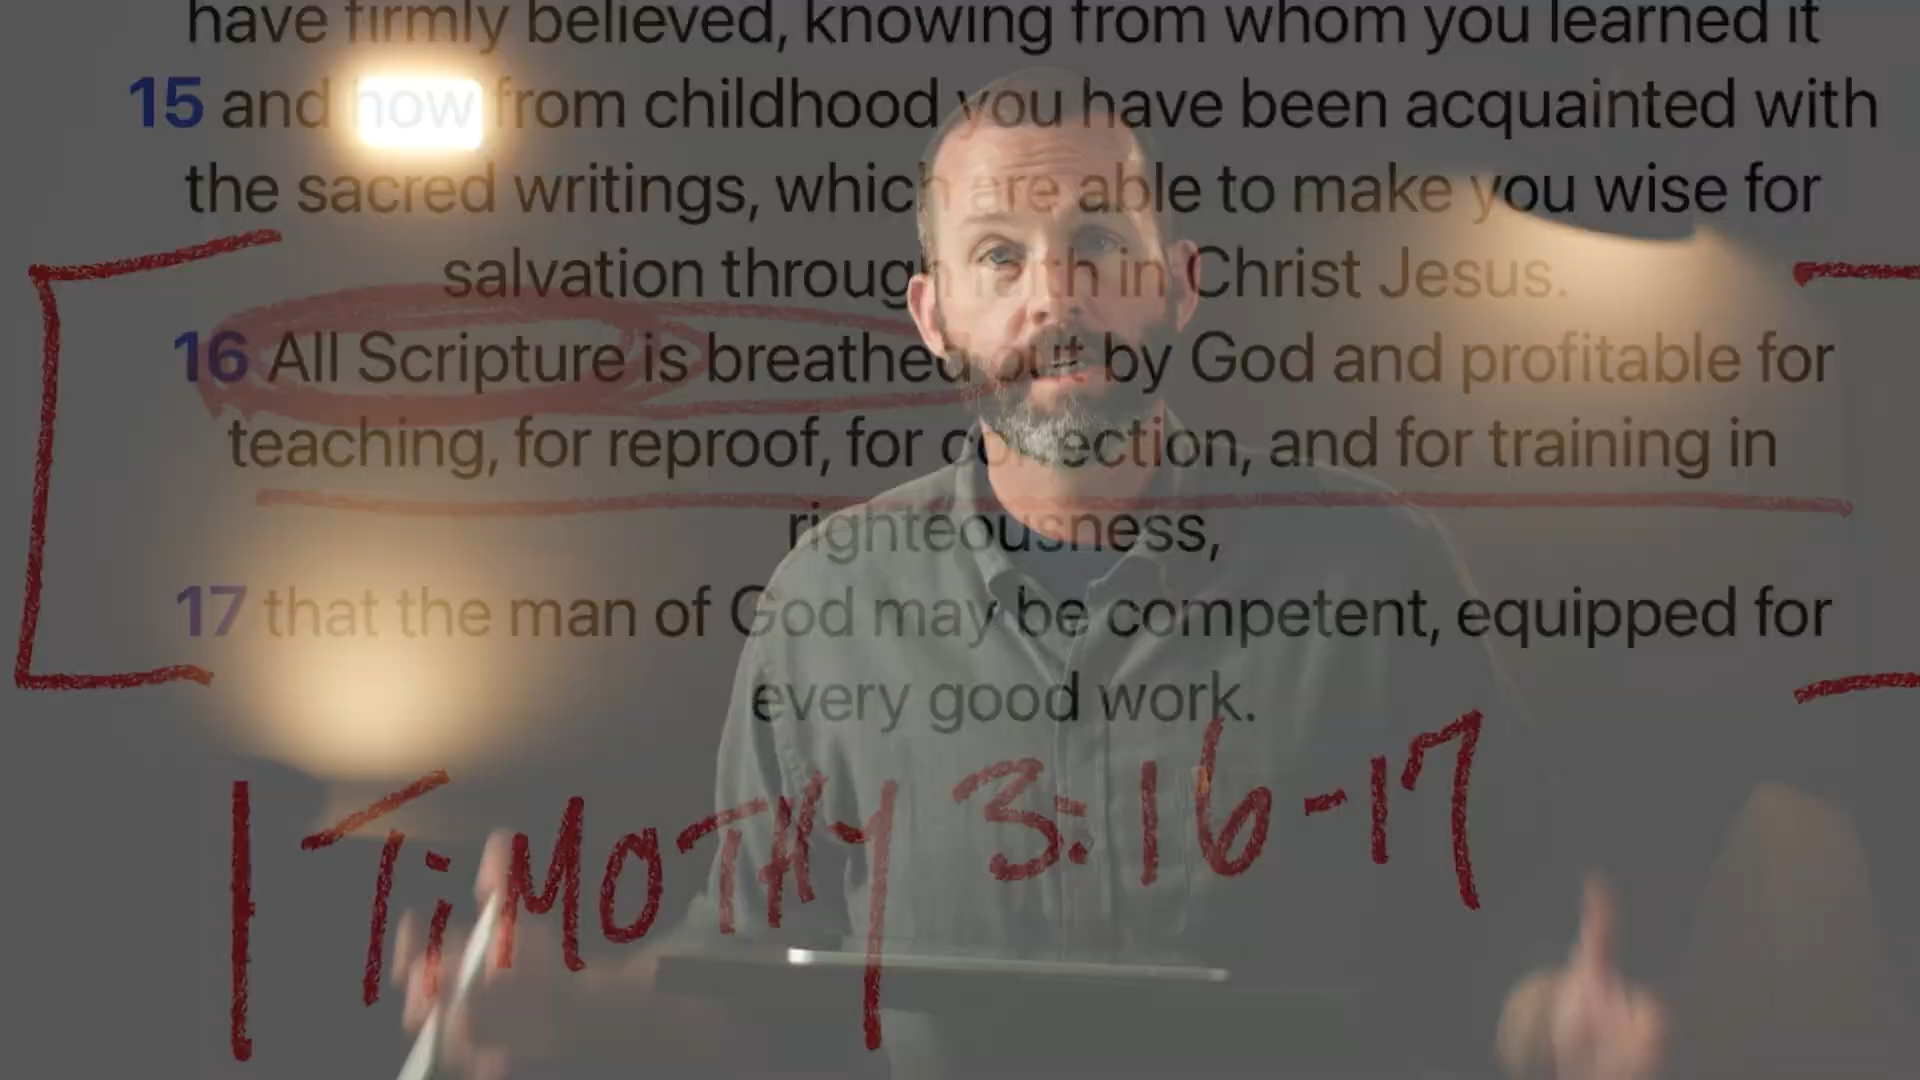 have firmly believed, knowing from whom you learned it
15 and how from childhood you have been acquainted with
the sacred writings, which are able to make you wise for
salvation through faith in Christ Jesus.
16 All Scripture is breathed out by God and profitable for
teaching, for reproof, for correction, and for training in
righteousness,
17 that the man of God may be competent, equipped for
every good work.
1 TiMOTHY 3:16-17